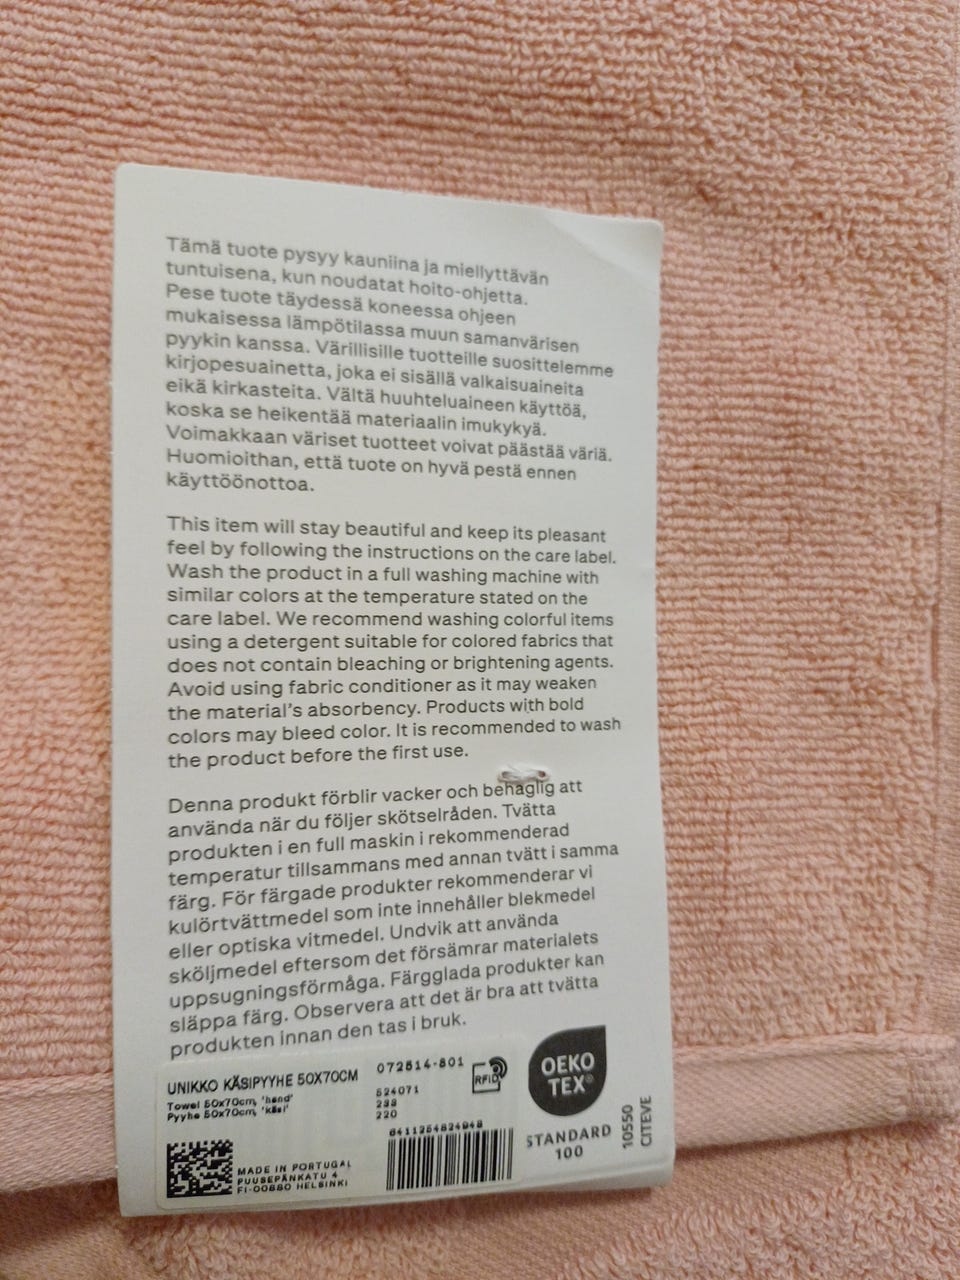 Tämä tuote pysyy kauniina ja miellyttävän
tuntuisena, kun noudatat hoito-ohjetta.
Pese tuote täydessä koneessa ohjeen
mukaisessa lämpötilassa muun samanvärisen
pyykin kanssa. Värillisille tuotteille suosittelemme
kirjopesuainetta, joka ei sisällä valkaisuaineita
eikä kirkasteita. Vältä huuhteluaineen käyttöä,
koska se heikentää materiaalin imukykyä.
Voimakkaan väriset tuotteet voivat päästää väriä.
Huomioithan, että tuote on hyvä pestä ennen
käyttöönottoa.
This item will stay beautiful and keep its pleasant
feel by following the instructions on the care label.
Wash the product in a full washing machine with
similar colors at the temperature stated on the
care label. We recommend washing colorful items
using a detergent suitable for colored fabrics that
does not contain bleaching or brightening agents.
Avoid using fabric conditioner as it may weaken
the material's absorbency. Products with bold
colors may bleed color. It is recommended to wash
the product before the first use.
Denna produkt förblir vacker och behaglig att
använda när du följer skötselråden. Tvätta
produkten i en full maskin i rekommenderad
temperatur tillsammans med annan tvätt i samma
färg. För färgade produkter rekommenderar vi
kulörtvättmedel som inte innehåller blekmedel
eller optiska vitmedel. Undvik att använda
sköljmedel eftersom det försämrar materialets
uppsugningsförmåga. Färgglada produkter kan
släppa färg. Observera att det är bra att tvätta
produkten innan den tas i bruk.
UNIKKO KÄSIPYYHE 50X70CM
Towel 50x70cm, 'hand'
Pyyhe 50x70cm, 'käsi'
072514-801
524071
220
RFID
MADE IN PORTUGAL
PUUSEPÄNKATU 4
FI-00880 HELSINKI
OEKO
TEX®
STANDARD
100
10550
CITEVE